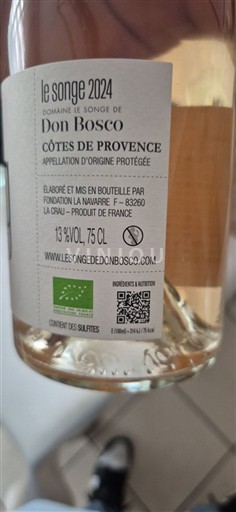 le songe 2024
DOMAINE LE SONGE DE
Don Bosco
CÔTES DE PROVENCE
APPELLATION D'ORIGINE PROTÉGÉE
ÉLABORÉ ET MIS EN BOUTEILLE PAR
FONDATION LA NAVARRE F – 83260
LA CRAU – PRODUIT DE FRANCE
13 %VOL, 75 CL
WWW.LESONGEDEDONBOSCO.COM
INGRÉDIENTS & NUTRITION
CONTIENT DES SULFITES